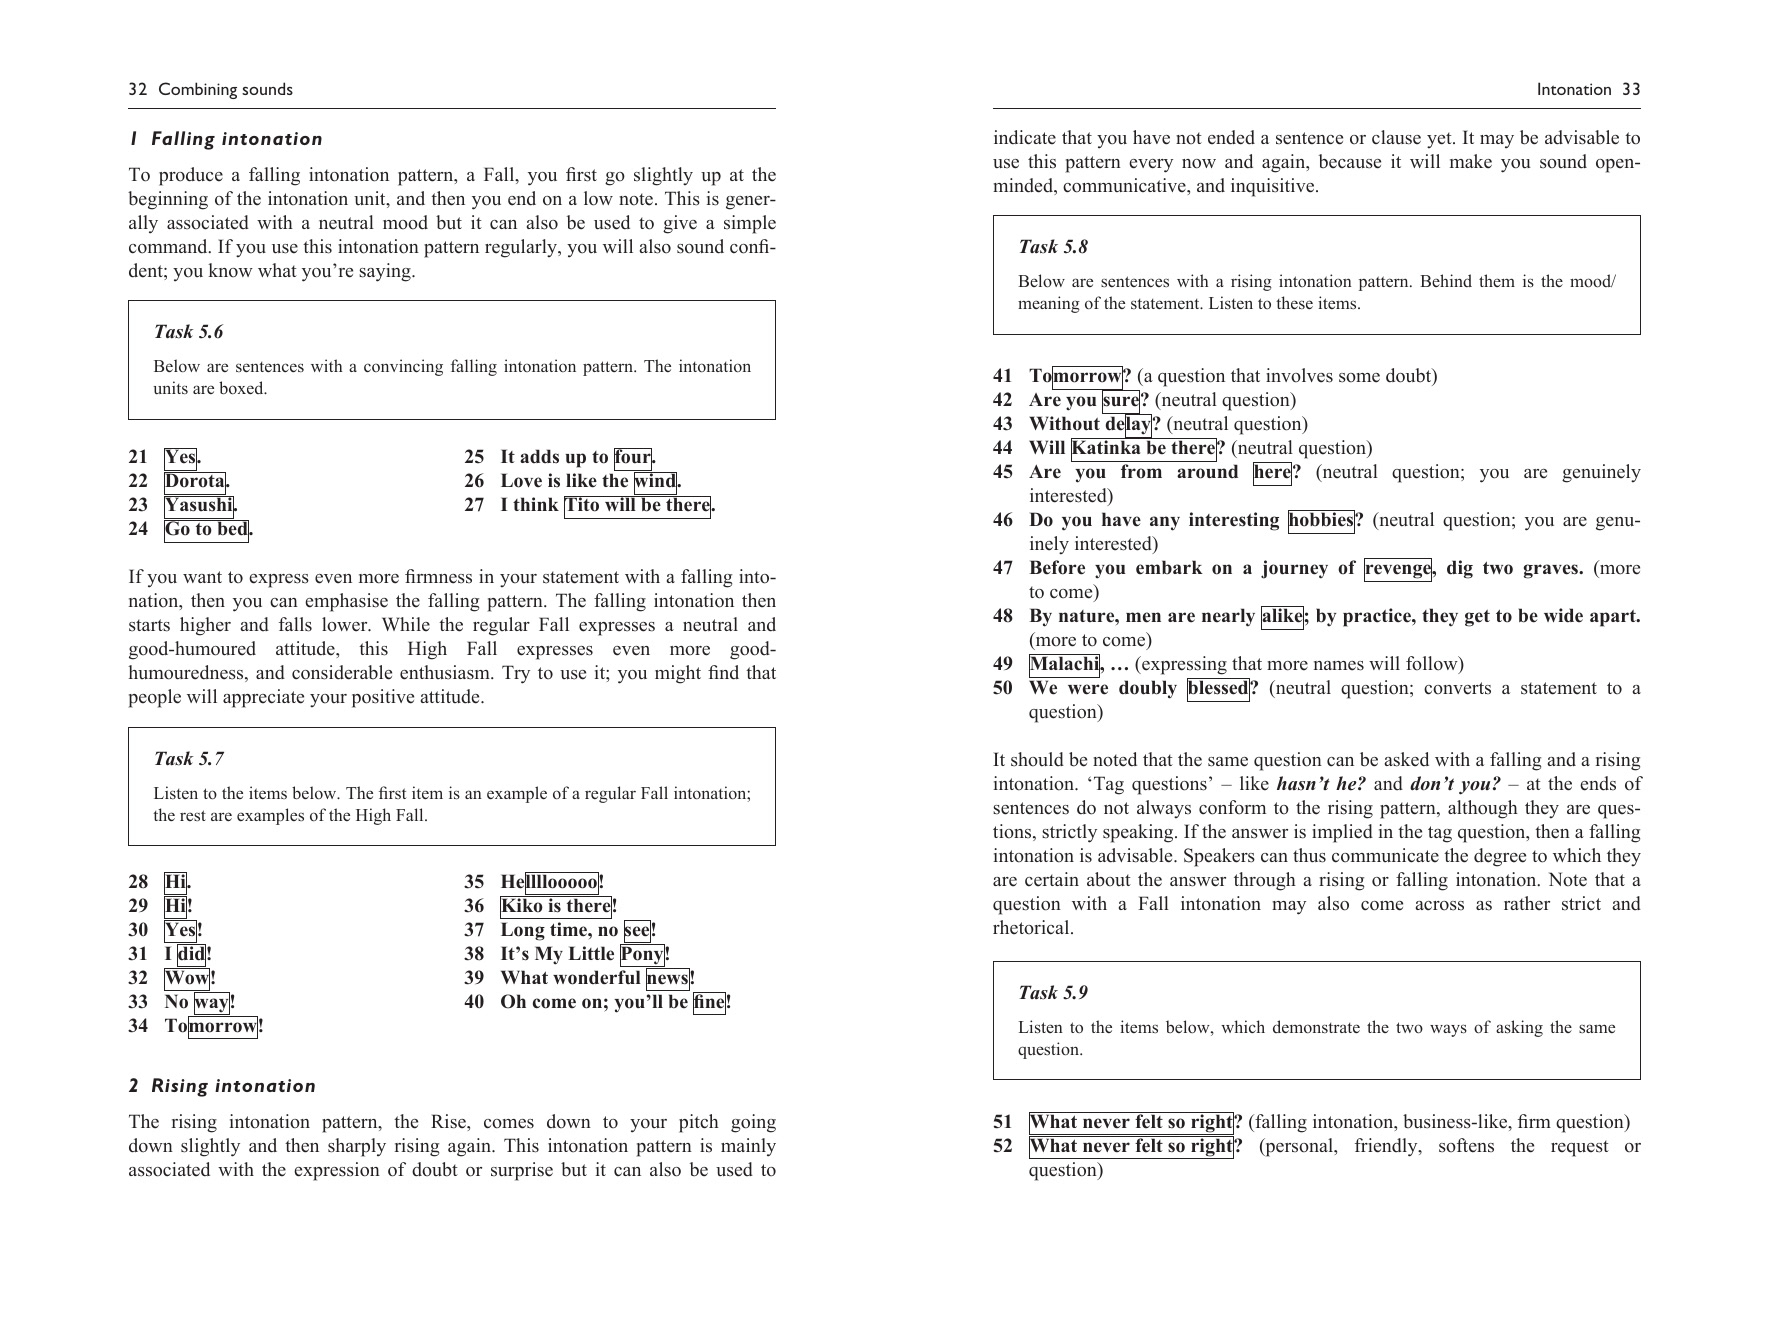 32 Combining sounds
1 Falling intonation
To produce a falling intonation pattern, a Fall, you first go slightly up at the
beginning of the intonation unit, and then you end on a low note. This is gener-
ally associated with a neutral mood but it can also be used to give a simple
command. If you use this intonation pattern regularly, you will also sound confi-
dent; you know what you’re saying.
Task 5.6
Below are sentences with a convincing falling intonation pattern. The intonation
units are boxed.
21 Yes.
22 Dorota.
23 Yasushi.
24 Go to bed.
25 It adds up to four.
26 Love is like the wind.
27 I think Tito will be there.
If you want to express even more firmness in your statement with a falling into-
nation, then you can emphasise the falling pattern. The falling intonation then
starts higher and falls lower. While the regular Fall expresses a neutral and
good-humoured attitude, this High Fall expresses even more good-
humouredness, and considerable enthusiasm. Try to use it; you might find that
people will appreciate your positive attitude.
Task 5.7
Listen to the items below. The first item is an example of a regular Fall intonation;
the rest are examples of the High Fall.
28 Hi.
29 Hi!
30 Yes!
31 I did!
32 Wow!
33 No way!
34 Tomorrow!
35 Hellllooooo!
36 Kiko is there!
37 Long time, no see!
38 It’s My Little Pony!
39 What wonderful news!
40 Oh come on; you’ll be fine!
2 Rising intonation
The rising intonation pattern, the Rise, comes down to your pitch going
down slightly and then sharply rising again. This intonation pattern is mainly
associated with the expression of doubt or surprise but it can also be used to
Intonation 33
indicate that you have not ended a sentence or clause yet. It may be advisable to
use this pattern every now and again, because it will make you sound open-
minded, communicative, and inquisitive.
Task 5.8
Below are sentences with a rising intonation pattern. Behind them is the mood/
meaning of the statement. Listen to these items.
41 Tomorrow? (a question that involves some doubt)
42 Are you sure? (neutral question)
43 Without delay? (neutral question)
44 Will Katinka be there? (neutral question)
45 Are you from around here? (neutral question; you are genuinely
interested)
46 Do you have any interesting hobbies? (neutral question; you are genu-
inely interested)
47 Before you embark on a journey of revenge, dig two graves. (more
to come)
48 By nature, men are nearly alike; by practice, they get to be wide apart.
(more to come)
49 Malachi, … (expressing that more names will follow)
50 We were doubly blessed? (neutral question; converts a statement to a
question)
It should be noted that the same question can be asked with a falling and a rising
intonation. ‘Tag questions’ – like hasn’t he? and don’t you? – at the ends of
sentences do not always conform to the rising pattern, although they are ques-
tions, strictly speaking. If the answer is implied in the tag question, then a falling
intonation is advisable. Speakers can thus communicate the degree to which they
are certain about the answer through a rising or falling intonation. Note that a
question with a Fall intonation may also come across as rather strict and
rhetorical.
Task 5.9
Listen to the items below, which demonstrate the two ways of asking the same
question.
51 What never felt so right? (falling intonation, business-like, firm question)
52 What never felt so right? (personal, friendly, softens the request or
question)